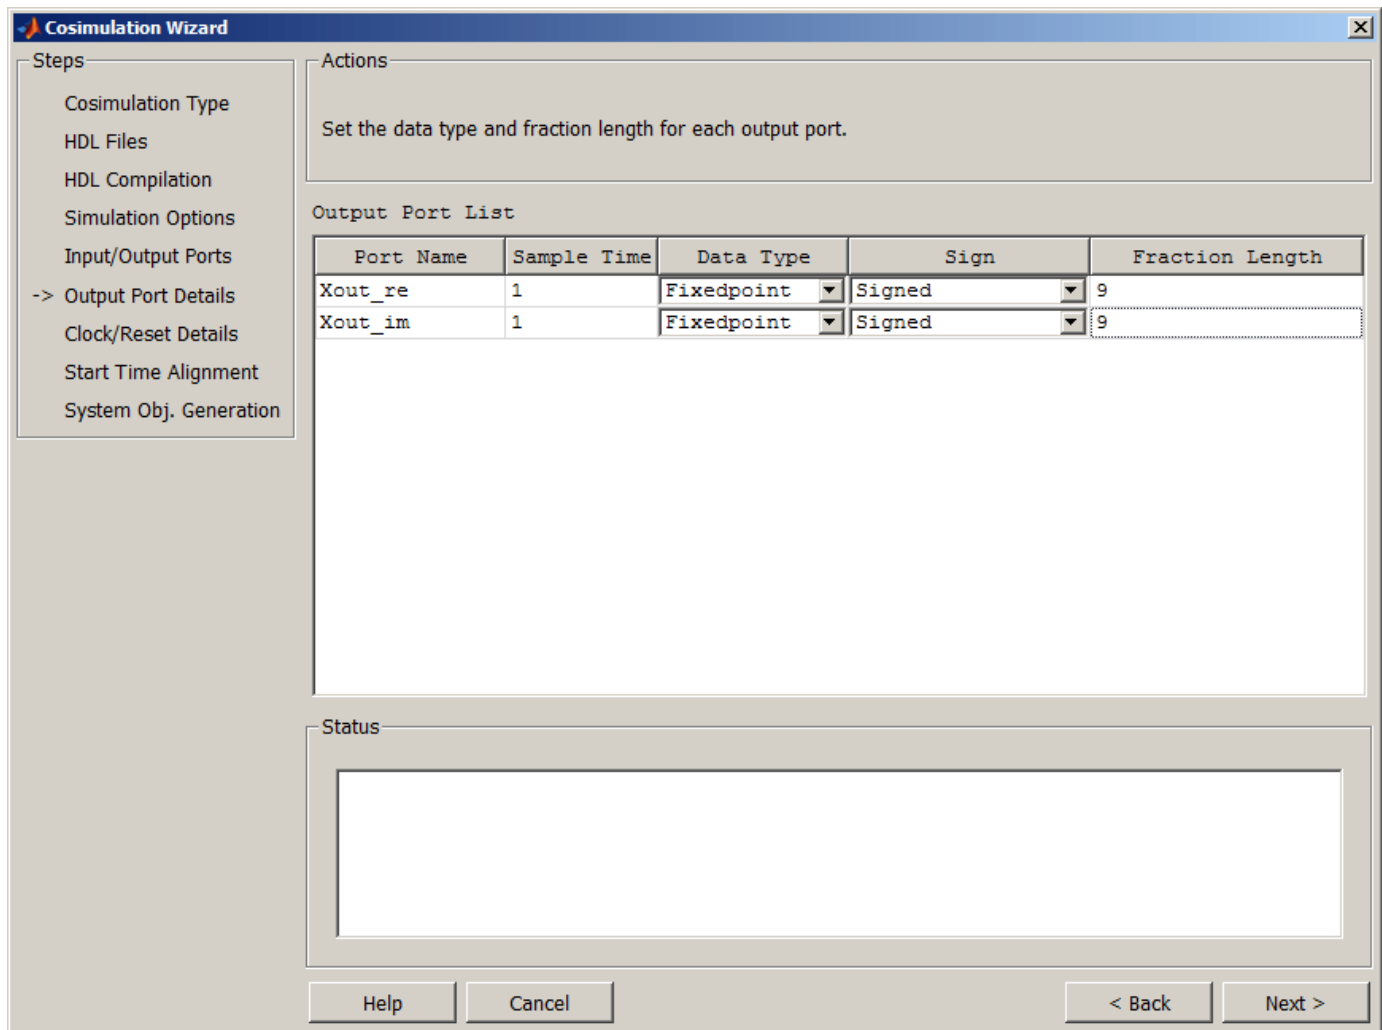 Cosimulation Wizard
Steps
Cosimulation Type
HDL Files
HDL Compilation
Simulation Options
Input/Output Ports
-> Output Port Details
Clock/Reset Details
Start Time Alignment
System Obj. Generation
Actions
Set the data type and fraction length for each output port.
Output Port List
Port Name Sample Time Data Type Sign Fraction Length
Xout_re 1 Fixedpoint Signed 9
Xout_im 1 Fixedpoint Signed 9
Status
Help Cancel < Back Next >